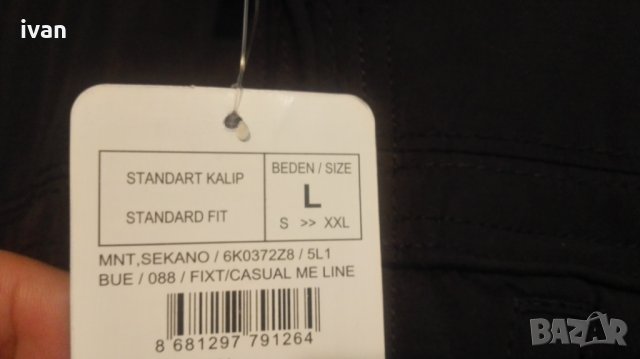 ivan
STANDART KALIP
STANDARD FIT
BEDEN / SIZE
L
S >> XXL
MNT,SEKANO / 6K0372Z8 / 5L1
BUE / 088 / FIXT/CASUAL ME LINE
8 681297 791264
BAZAR